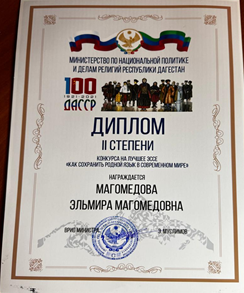 МИНИСТЕРСТВО ПО НАЦИОНАЛЬНОЙ ПОЛИТИКЕ
И ДЕЛАМ РЕЛИГИЙ РЕСПУБЛИКИ ДАГЕСТАН
100
1921-2021
ДАССР
ДИПЛОМ
II СТЕПЕНИ
КОНКУРСА НА ЛУЧШЕЕ ЭССЕ
«КАК СОХРАНИТЬ РОДНОЙ ЯЗЫК В СОВРЕМЕННОМ МИРЕ»
НАГРАЖДАЕТСЯ
МАГОМЕДОВА
ЭЛЬМИРА МАГОМЕДОВНА
ВРИО МИНИСТРА
Э. МУСЛИМОВ